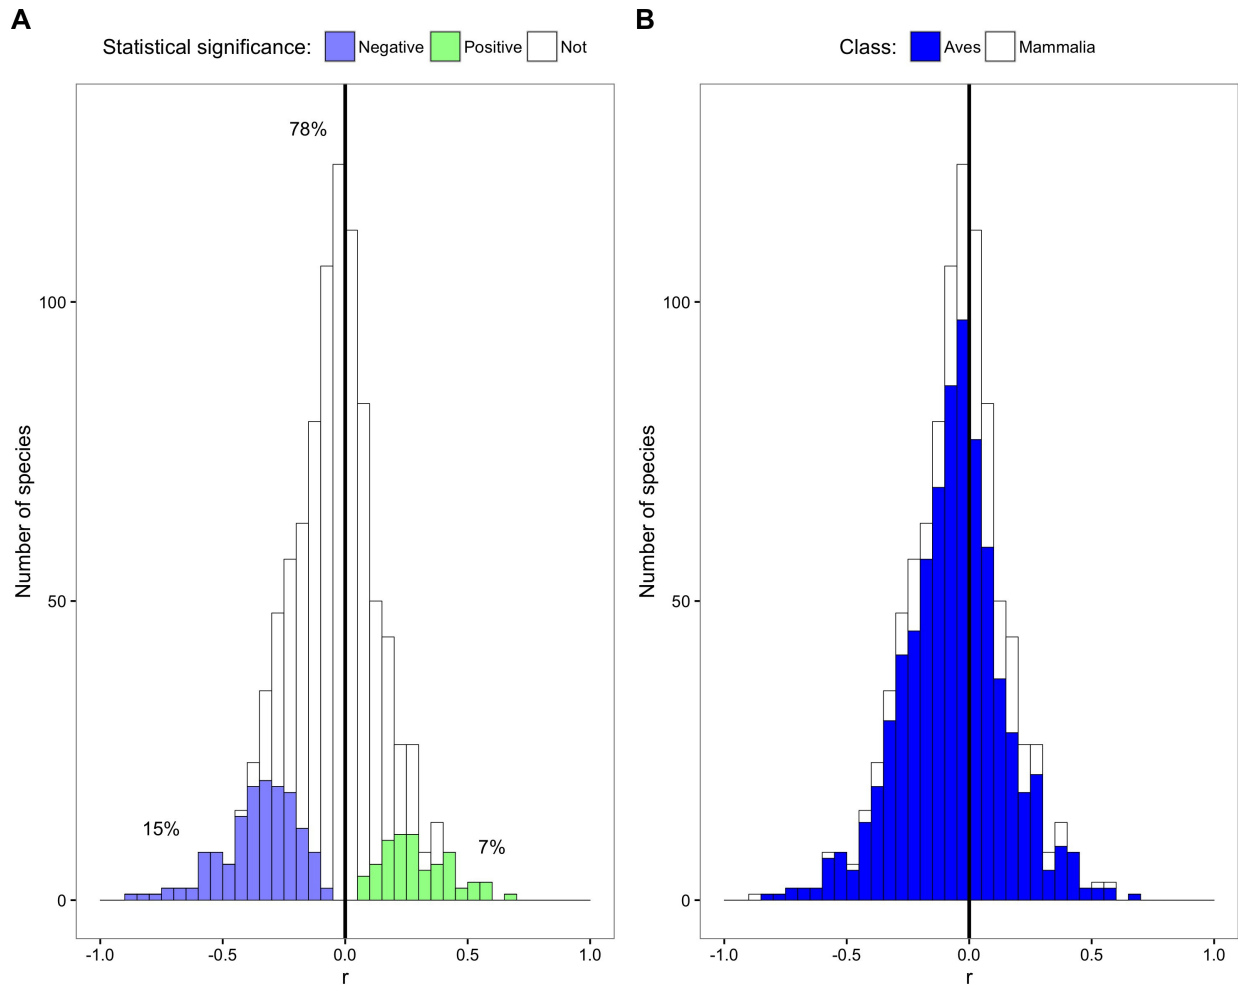 A
Statistical significance: Negative Positive Not
78%
100
50
0
15%
7%
-1.0 -0.5 0.0 0.5 1.0
r
Number of species
B
Class: Aves Mammalia
100
50
0
-1.0 -0.5 0.0 0.5 1.0
r
Number of species